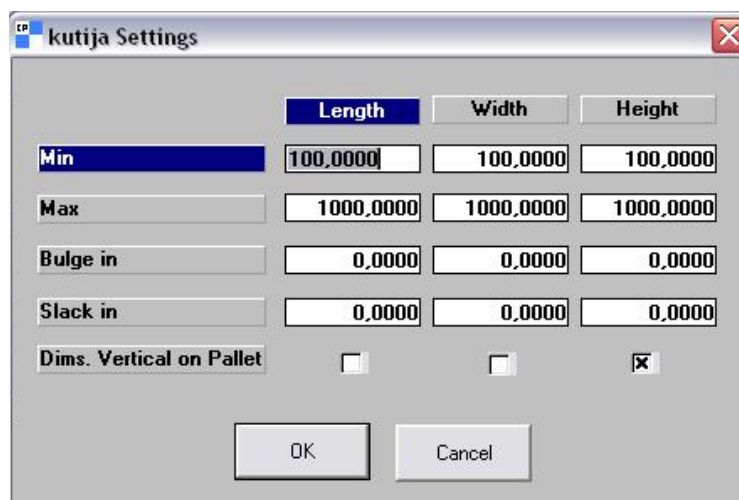 CP
kutija Settings
Length Width Height
Min 100,0000 100,0000 100,0000
Max 1000,0000 1000,0000 1000,0000
Bulge in 0,0000 0,0000 0,0000
Slack in 0,0000 0,0000 0,0000
Dims. Vertical on Pallet
OK Cancel